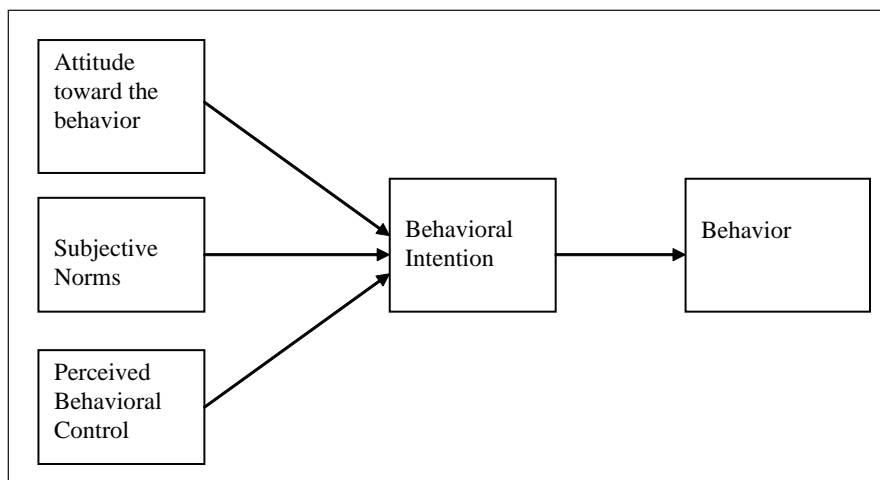 Attitude
toward the
behavior
Subjective
Norms
Perceived
Behavioral
Control
Behavioral
Intention
Behavior